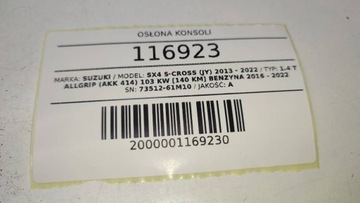 OSŁONA KONSOLI
116923
MARKA: SUZUKI / MODEL: SX4 S-CROSS (JY) 2013 - 2022 / TYP: 1.4 T
ALLGRIP (AKK 414) 103 KW [140 KM] BENZYNA 2016 - 2022
SN: 73512-61M10 / JAKOŚĆ: A
2000001169230